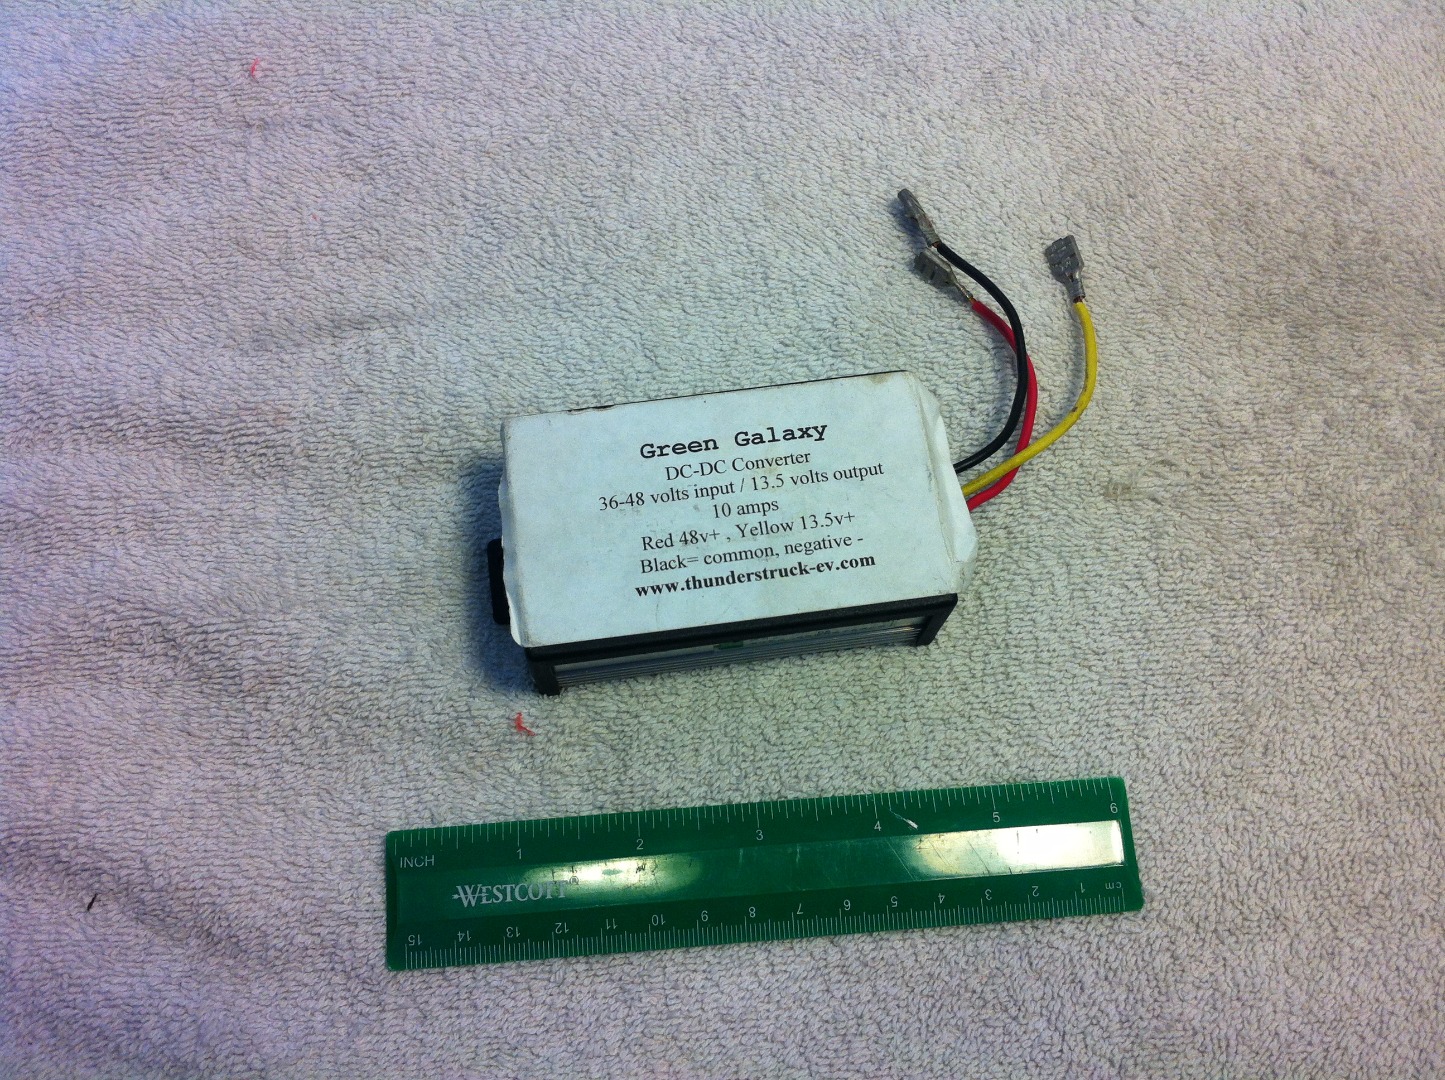 Green Galaxy
DC-DC Converter
36-48 volts input / 13.5 volts output
10 amps
Red 48v+ , Yellow 13.5v+
Black= common, negative -
www.thunderstruck-ev.com
INCH 1 2 3 4 5 6
WESTCOTT®
15 14 13 12 11 10 9 8 7 6 5 4 3 2 1 cm